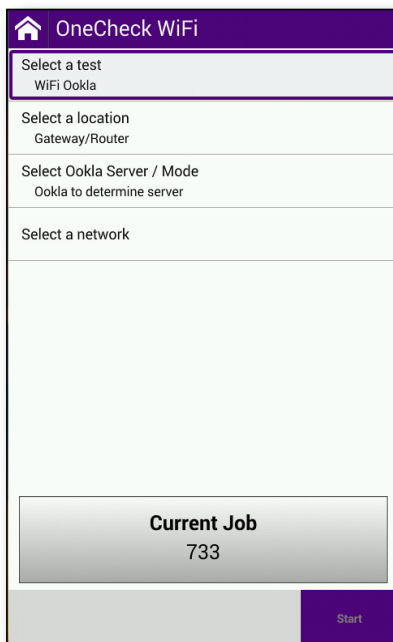 OneCheck WiFi
Select a test
WiFi Ookla
Select a location
Gateway/Router
Select Ookla Server / Mode
Ookla to determine server
Select a network
Current Job
733
Start